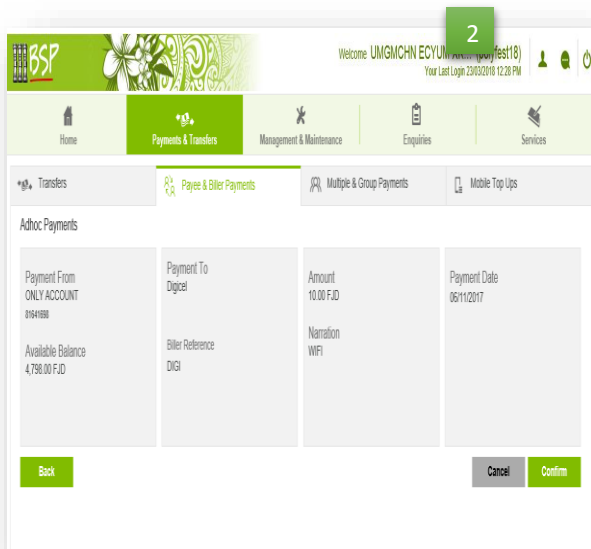 2
BSP
Welcome UMGMCHN ECYUM
fest18)
Your Last Login 23/03/2018 12:28 PM
Home
Payments & Transfers
Management & Maintenance
Enquiries
Services
Transfers
Payee & Biller Payments
Multiple & Group Payments
Mobile Top Ups
Adhoc Payments
Payment From
ONLY ACCOUNT
81641698
Available Balance
4,798.00 FJD
Payment To
Digicel
Biller Reference
DIGI
Amount
10.00 FJD
Narration
WIFI
Payment Date
06/11/2017
Back
Cancel
Confirm